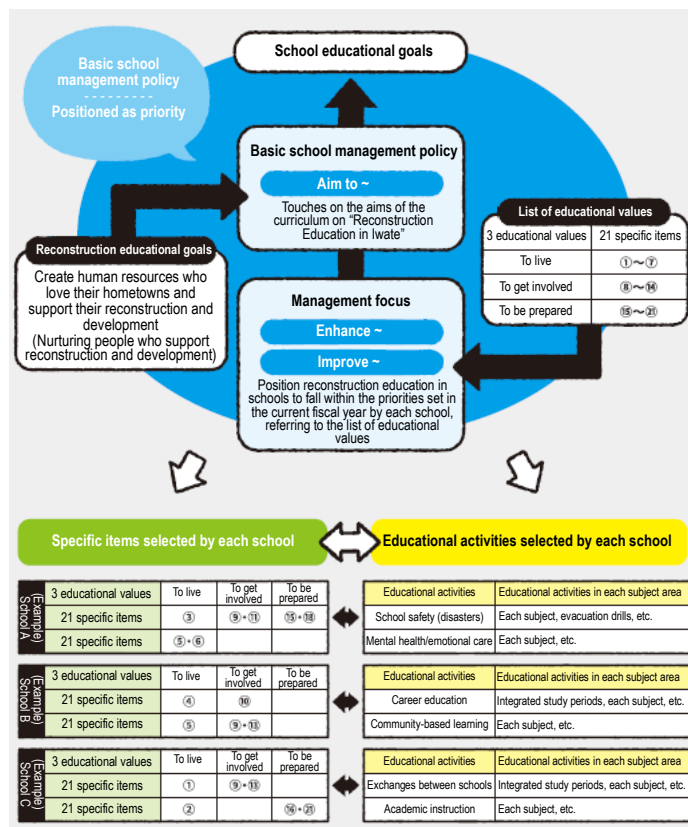 School educational goals
Basic school
management policy
Positioned as priority
Basic school management policy
Aim to ~
Touches on the aims of the
curriculum on “Reconstruction
Education in Iwate”
Reconstruction educational goals
Create human resources who
love their hometowns and
support their reconstruction and
development
(Nurturing people who support
reconstruction and development)
List of educational values
3 educational values 21 specific items
To live ①～⑦
To get involved ⑧～⑭
To be prepared ⑮～㉑
Management focus
Enhance ~
Improve ~
Position reconstruction education in
schools to fall within the priorities set in
the current fiscal year by each school,
referring to the list of educational
values
Specific items selected by each school
Educational activities selected by each school
(Example)
School A
3 educational values To live To get involved To be prepared
21 specific items ③ ⑨・⑪ ⑮・⑱
21 specific items ⑤・⑥
Educational activities Educational activities in each subject area
School safety (disasters) Each subject, evacuation drills, etc.
Mental health/emotional care Each subject, etc.
(Example)
School B
3 educational values To live To get involved To be prepared
21 specific items ④ ⑩
21 specific items ⑤ ⑨・⑬
Educational activities Educational activities in each subject area
Career education Integrated study periods, each subject, etc.
Community-based learning Each subject, etc.
(Example)
School C
3 educational values To live To get involved To be prepared
21 specific items ① ⑨・⑬
21 specific items ② ⑯・㉑
Educational activities Educational activities in each subject area
Exchanges between schools Integrated study periods, each subject, etc.
Academic instruction Each subject, etc.